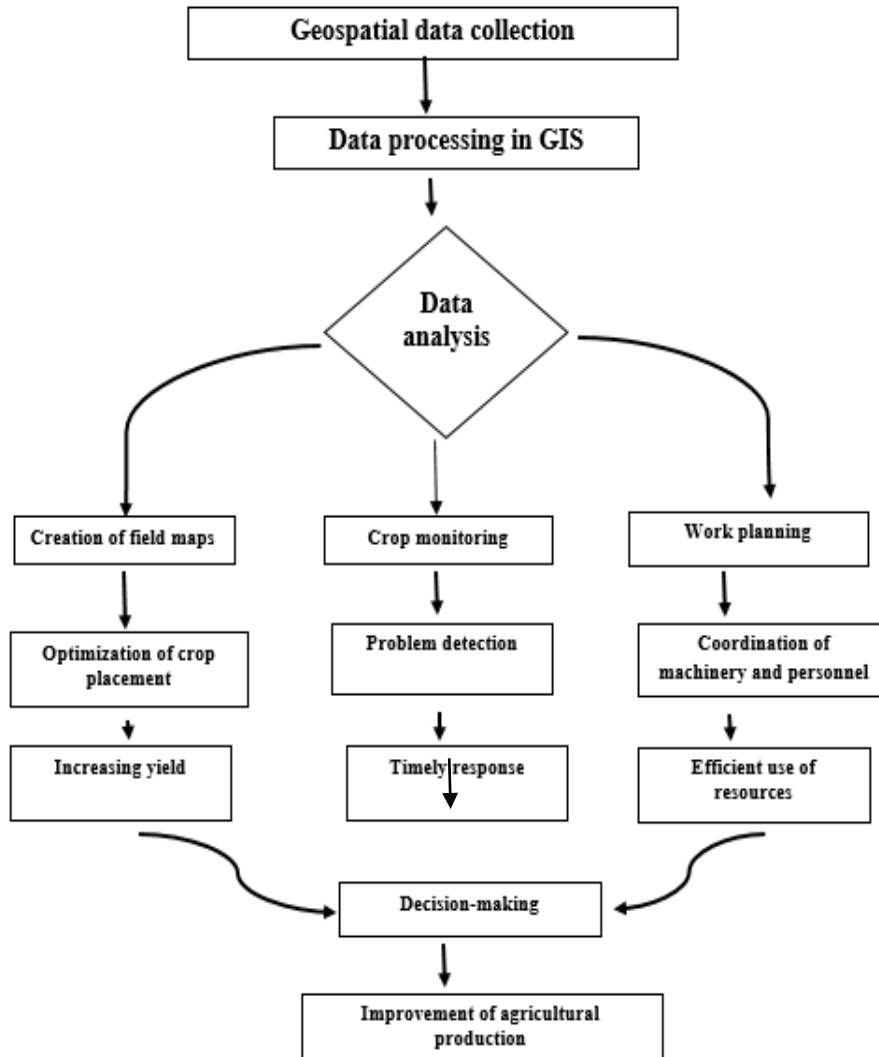 Geospatial data collection
Data processing in GIS
Data
analysis
Creation of field maps
Crop monitoring
Work planning
Optimization of crop
placement
Problem detection
Coordination of
machinery and personnel
Increasing yield
Timely response
Efficient use of
resources
Decision-making
Improvement of agricultural
production